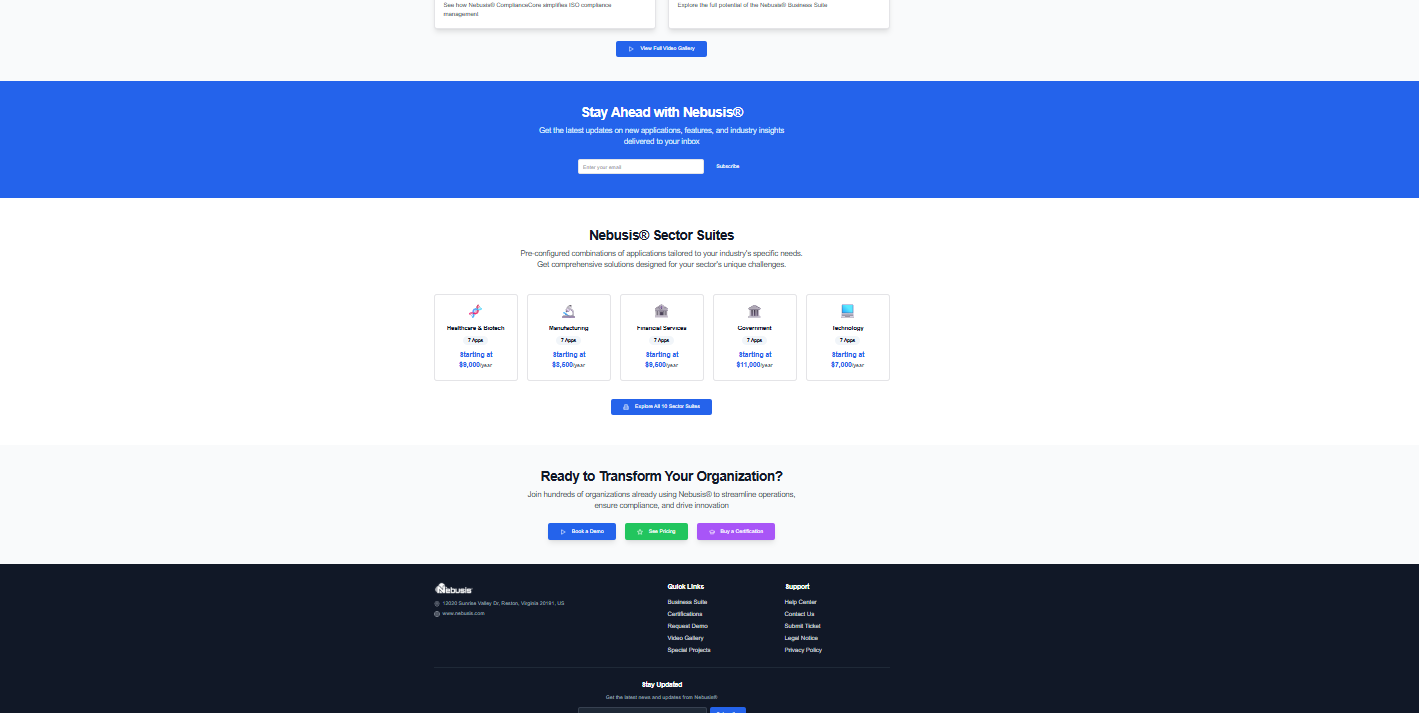 See how Nebusis® ComplianceCore simplifies ISO compliance
management
Explore the full potential of the Nebusis® Business Suite
View Full Video Gallery
Stay Ahead with Nebusis®
Get the latest updates on new applications, features, and industry insights
delivered to your inbox
Enter your email
Subscribe
Nebusis® Sector Suites
Pre-configured combinations of applications tailored to your industry's specific needs.
Get comprehensive solutions designed for your sector's unique challenges.
Healthcare & Biotech
7 Apps
Starting at
$9,000/year
Manufacturing
7 Apps
Starting at
$8,500/year
Financial Services
7 Apps
Starting at
$9,500/year
Government
7 Apps
Starting at
$11,000/year
Technology
7 Apps
Starting at
$7,000/year
Explore All 10 Sector Suites
Ready to Transform Your Organization?
Join hundreds of organizations already using Nebusis® to streamline operations,
ensure compliance, and drive innovation
Book a Demo
See Pricing
Buy a Certification
Nebusis
12020 Sunrise Valley Dr, Reston, Virginia 20191, US
www.nebusis.com
Quick Links
Business Suite
Certifications
Request Demo
Video Gallery
Special Projects
Support
Help Center
Contact Us
Submit Ticket
Legal Notice
Privacy Policy
Stay Updated
Get the latest news and updates from Nebusis®